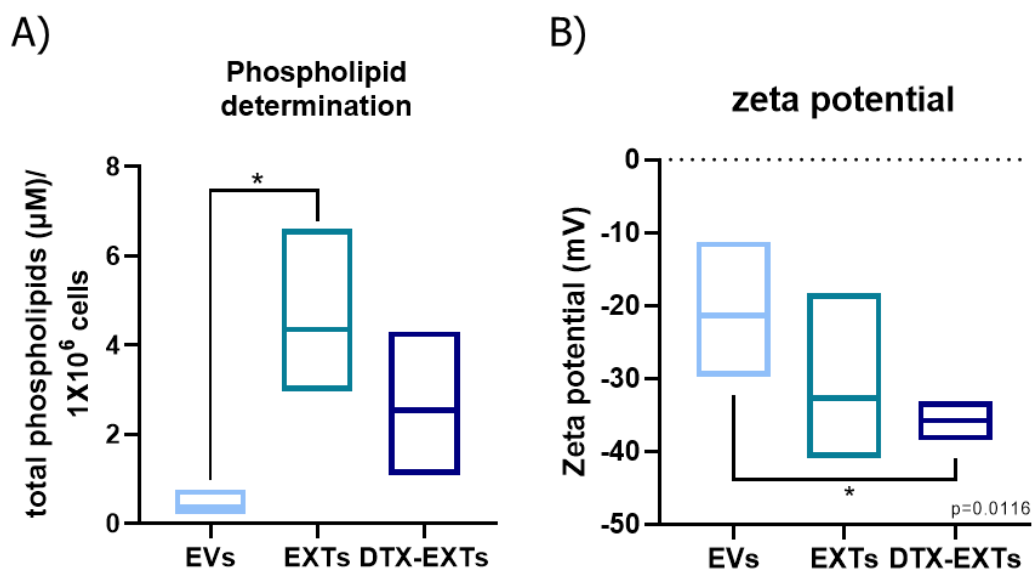 A)
Phospholipid
determination
total phospholipids (µM)/
1X10⁶ cells
8
6
4
2
0
*
EVs
EXTs
DTX-EXTs
B)
zeta potential
Zeta potential (mV)
0
-10
-20
-30
-40
-50
*
p=0.0116
EVs
EXTs
DTX-EXTs